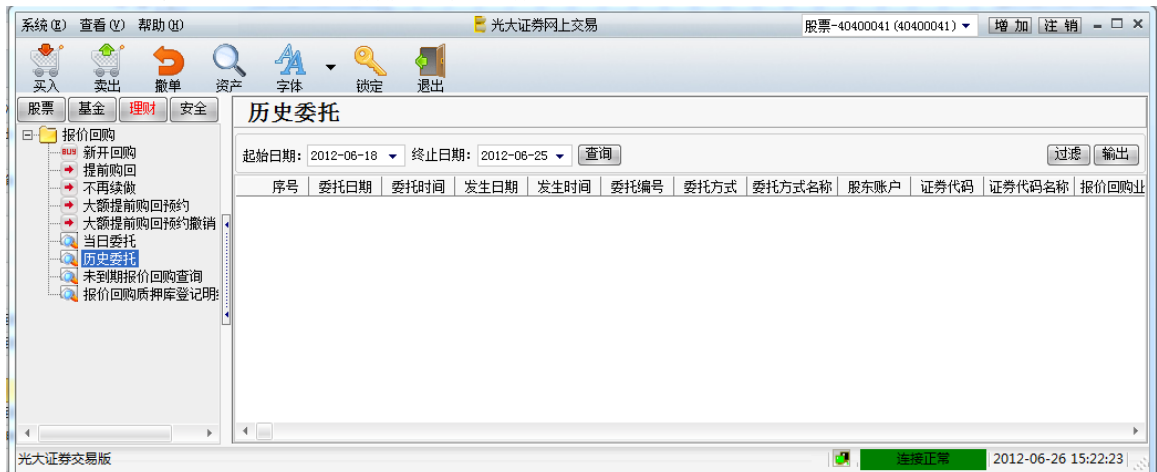 系统(E) 查看(V) 帮助(H) 光大证券网上交易 股票-40400041(40400041) 增 加 注 销
买入 卖出 撤单 资产 字体 锁定 退出
股票 基金 理财 安全 历史委托
报价回购
BUY 新开回购 起始日期: 2012-06-18 终止日期: 2012-06-25 查询 过滤 输出
提前购回
不再续做 序号 委托日期 委托时间 发生日期 发生时间 委托编号 委托方式 委托方式名称 股东账户 证券代码 证券代码名称 报价回购业
大额提前购回预约
大额提前购回预约撤销
当日委托
历史委托
未到期报价回购查询
报价回购质押库登记明
光大证券交易版 连接正常 2012-06-26 15:22:23